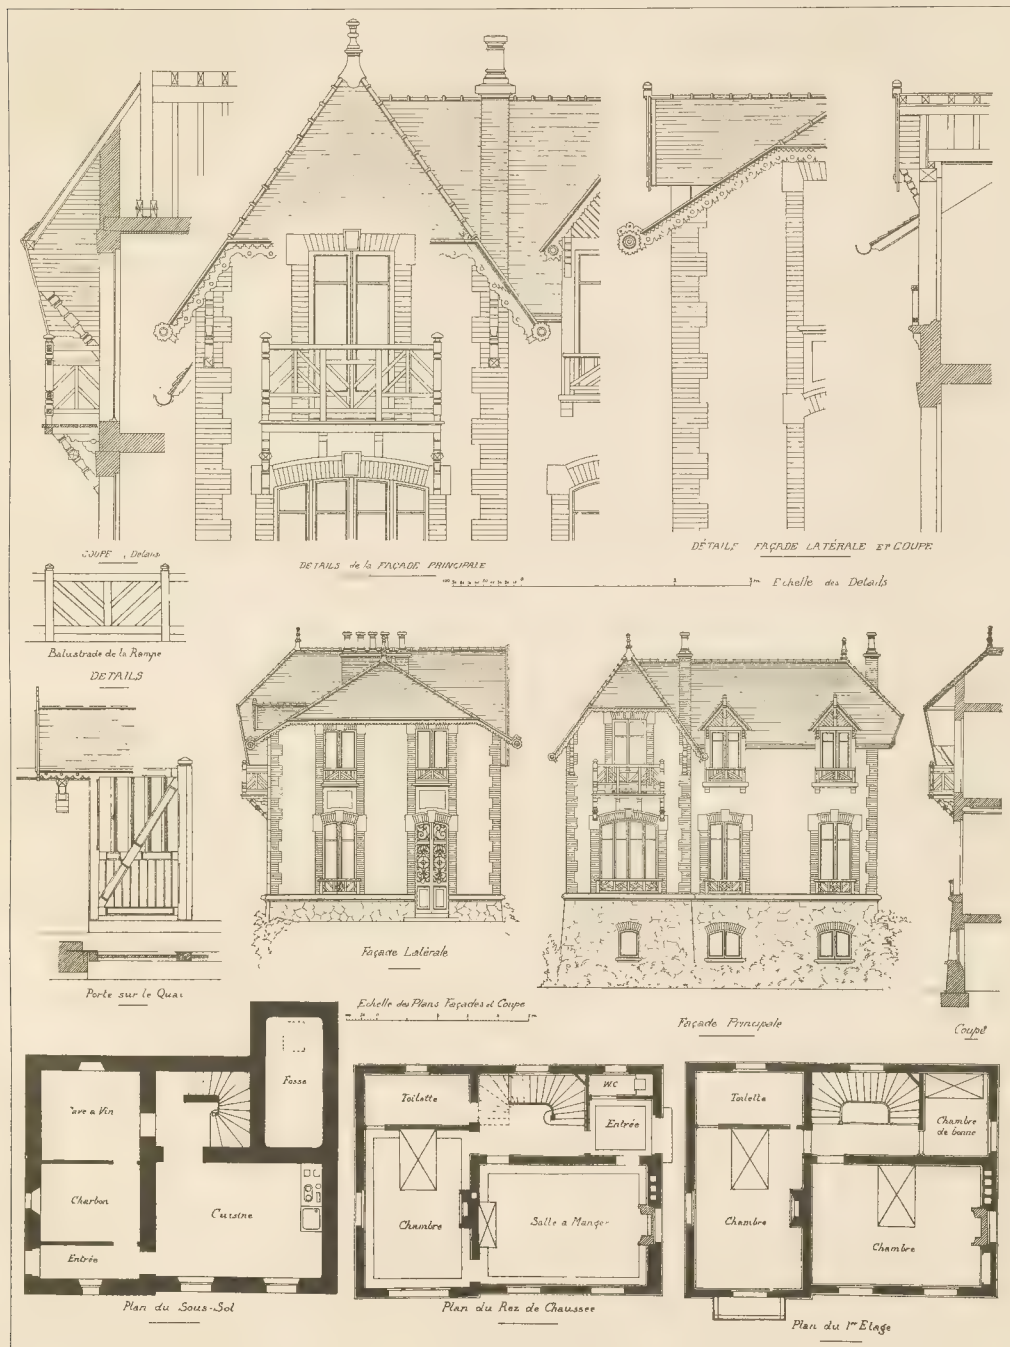 COUPE, Details
DETAILS de la FAÇADE PRINCIPALE
DÉTAILS FAÇADE LATÉRALE ET COUPE
Echelle des Details
Balustrade de la Rampe
DETAILS
Porte sur le Quai
Façade Latérale
Echelle des Plans Façades et Coupe
Façade Principale
Coupe
Cave a Vin
Charbon
Entrée
Fosse
Cuisine
Plan du Sous-Sol
Toilette
W.C
Entrée
Chambre
Salle a Manger
Plan du Rez de Chaussee
Toilette
Chambre
de bonne
Chambre
Chambre
Plan du 1er Etage